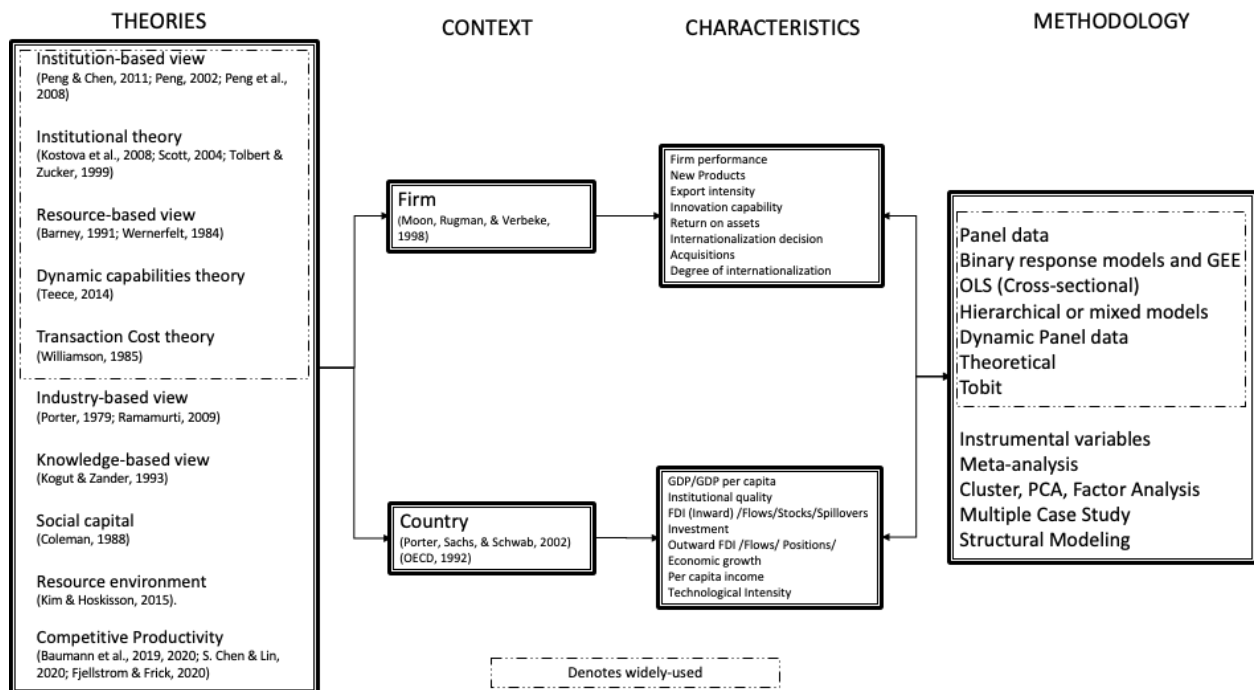 THEORIES
Institution-based view
(Peng & Chen, 2011; Peng, 2002; Peng et al.,
2008)
Institutional theory
(Kostova et al., 2008; Scott, 2004; Tolbert &
Zucker, 1999)
Resource-based view
(Barney, 1991; Wernerfelt, 1984)
Dynamic capabilities theory
(Teece, 2014)
Transaction Cost theory
(Williamson, 1985)
Industry-based view
(Porter, 1979; Ramamurti, 2009)
Knowledge-based view
(Kogut & Zander, 1993)
Social capital
(Coleman, 1988)
Resource environment
(Kim & Hoskisson, 2015).
Competitive Productivity
(Baumann et al., 2019, 2020; S. Chen & Lin,
2020; Fjellstrom & Frick, 2020)
CONTEXT
Firm
(Moon, Rugman, & Verbeke,
1998)
Country
(Porter, Sachs, & Schwab, 2002)
(OECD, 1992)
CHARACTERISTICS
Firm performance
New Products
Export intensity
Innovation capability
Return on assets
Internationalization decision
Acquisitions
Degree of internationalization
GDP/GDP per capita
Institutional quality
FDI (Inward) /Flows/Stocks/Spillovers
Investment
Outward FDI /Flows/ Positions/
Economic growth
Per capita income
Technological Intensity
METHODOLOGY
Panel data
Binary response models and GEE
OLS (Cross-sectional)
Hierarchical or mixed models
Dynamic Panel data
Theoretical
Tobit
Instrumental variables
Meta-analysis
Cluster, PCA, Factor Analysis
Multiple Case Study
Structural Modeling
Denotes widely-used